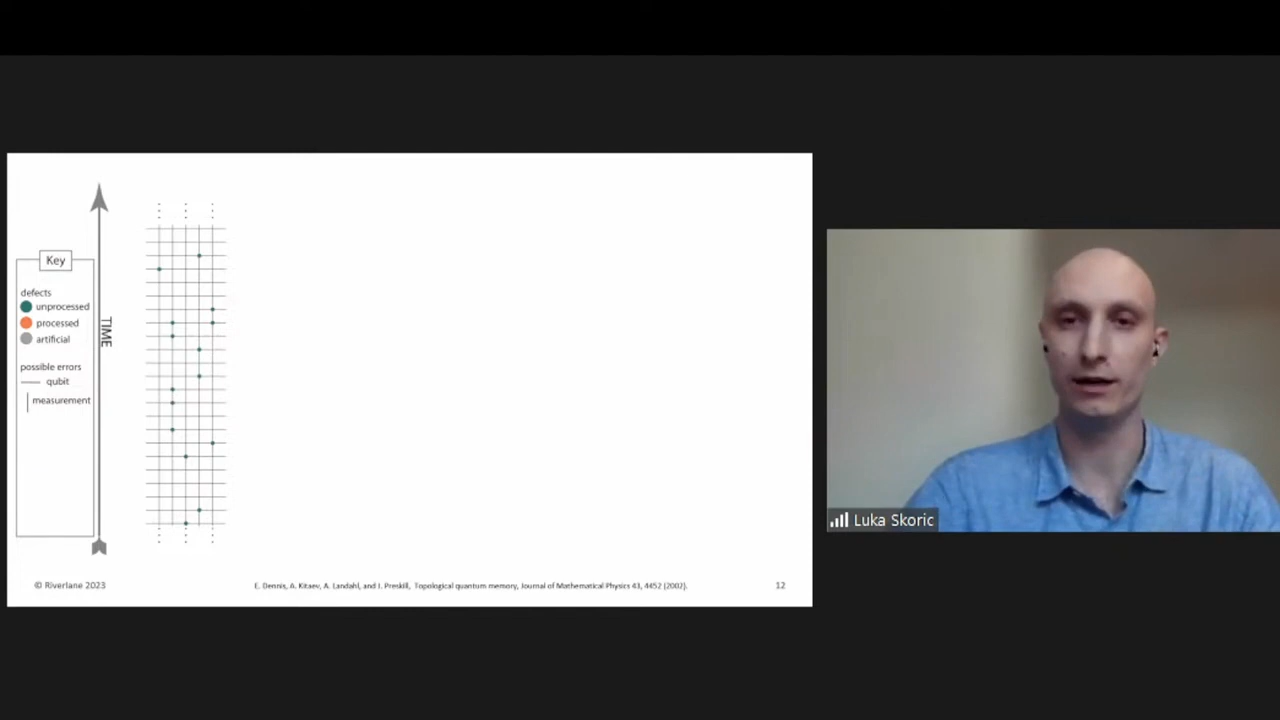 Key
defects
unprocessed
processed
artificial
possible errors
qubit
measurement
TIME
© Riverlane 2023
E. Dennis, A. Kitaev, A. Landahl, and J. Preskill, Topological quantum memory, Journal of Mathematical Physics 43, 4452 (2002).
12
Luka Skoric